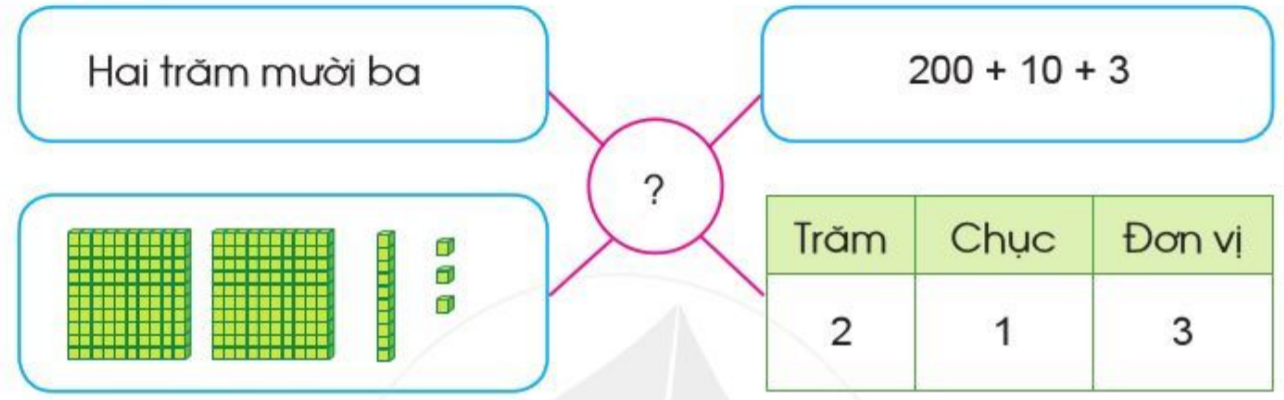 Hai trăm mười ba
200 + 10 + 3
?
Trăm Chục Đơn vị
2 1 3